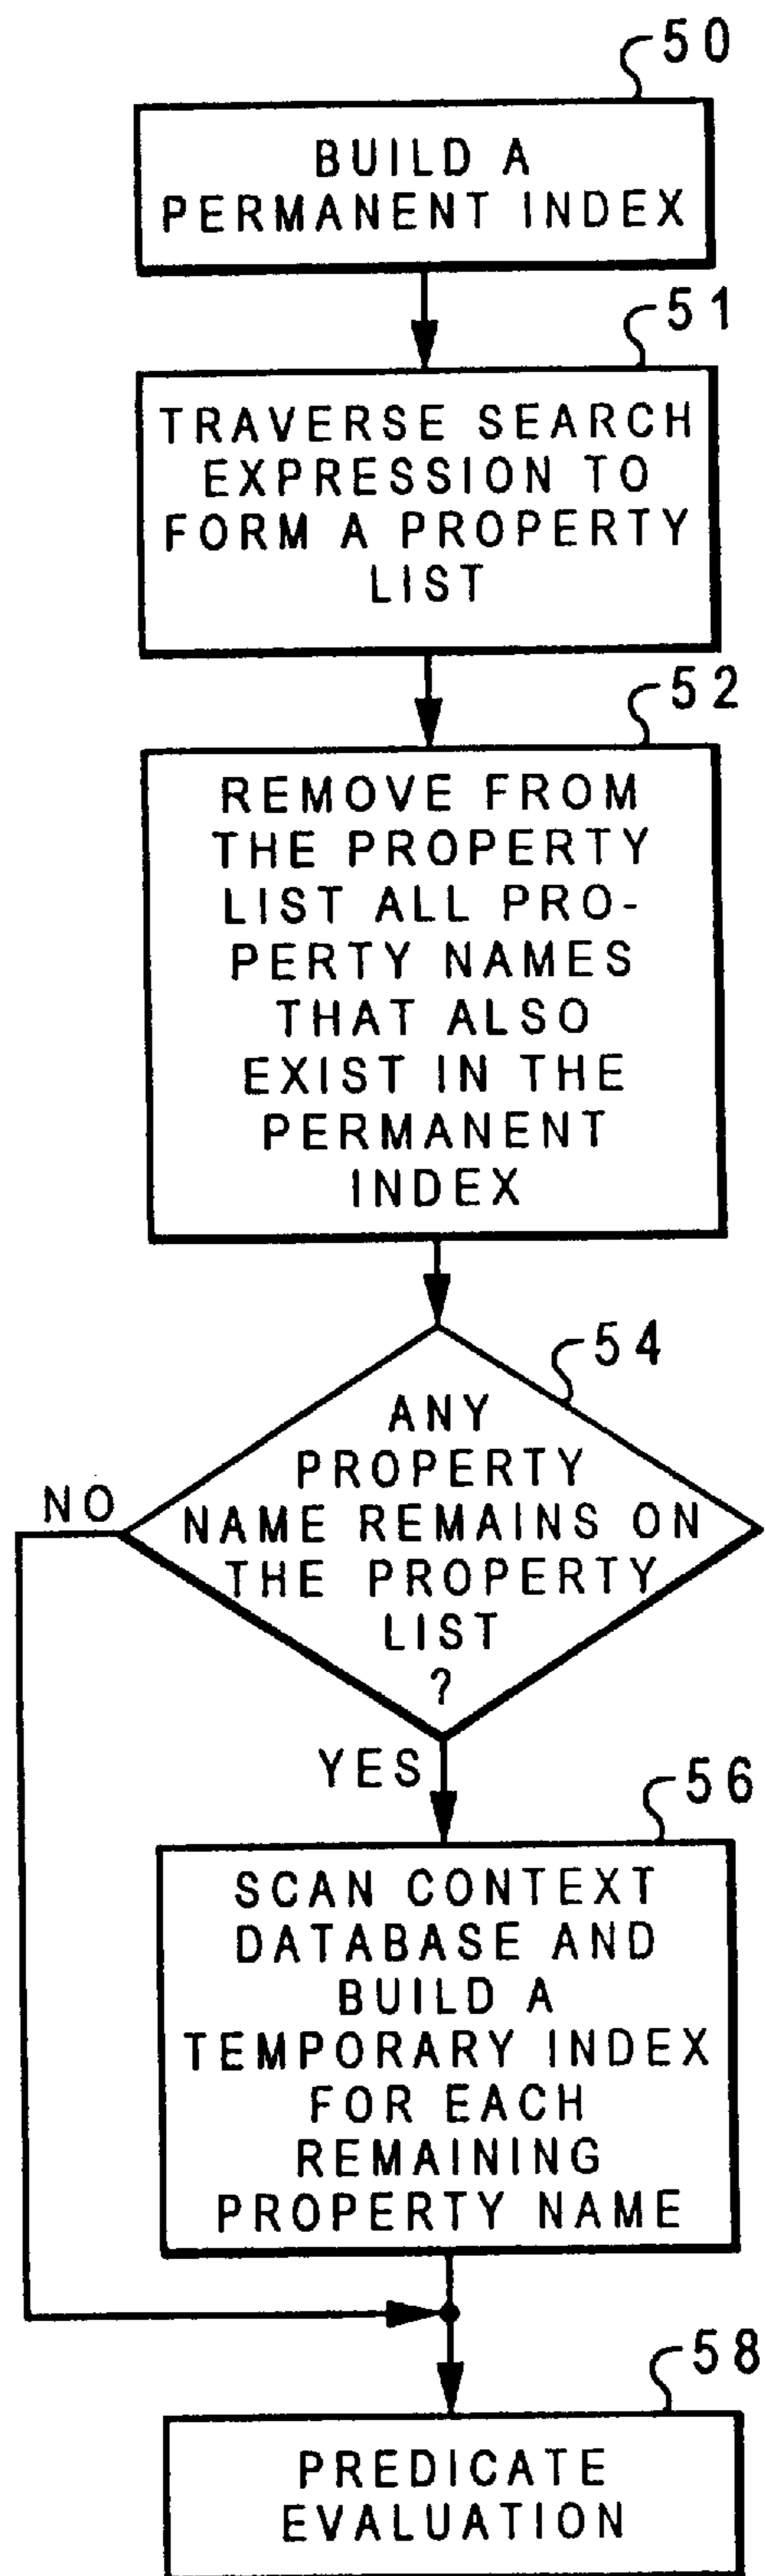 50
BUILD A
PERMANENT INDEX
51
TRAVERSE SEARCH
EXPRESSION TO
FORM A PROPERTY
LIST
52
REMOVE FROM
THE PROPERTY
LIST ALL PRO-
PERTY NAMES
THAT ALSO
EXIST IN THE
PERMANENT
INDEX
54
ANY
PROPERTY
NAME REMAINS ON
THE PROPERTY
LIST
?
NO
YES
56
SCAN CONTEXT
DATABASE AND
BUILD A
TEMPORARY INDEX
FOR EACH
REMAINING
PROPERTY NAME
58
PREDICATE
EVALUATION